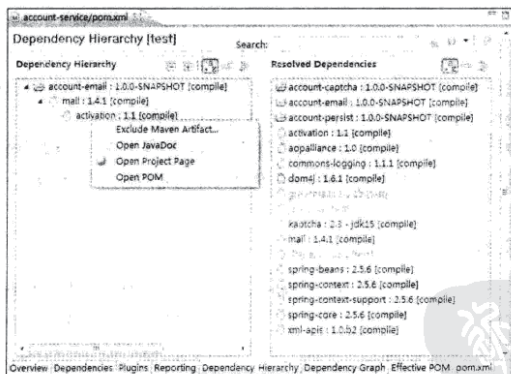 account-service/pom.xml
Dependency Hierarchy [test]
Search:
Dependency Hierarchy
account-email : 1.0.0-SNAPSHOT [compile]
mail : 1.4.1 [compile]
activation : 1.1 [compile]
Exclude Maven Artifact...
Open JavaDoc
Open Project Page
Open POM
Resolved Dependencies
account-captcha : 1.0.0-SNAPSHOT [compile]
account-email : 1.0.0-SNAPSHOT [compile]
account-persist : 1.0.0-SNAPSHOT [compile]
activation : 1.1 [compile]
aopalliance : 1.0 [compile]
commons-logging : 1.1.1 [compile]
dom4j : 1.6.1 [compile]
kaptcha : 2.3 - jdk15 [compile]
mail : 1.4.1 [compile]
spring-beans : 2.5.6 [compile]
spring-context : 2.5.6 [compile]
spring-context-support : 2.5.6 [compile]
spring-core : 2.5.6 [compile]
xml-apis : 1.0.b2 [compile]
Overview Dependencies Plugins Reporting Dependency Hierarchy Dependency Graph Effective POM pom.xml